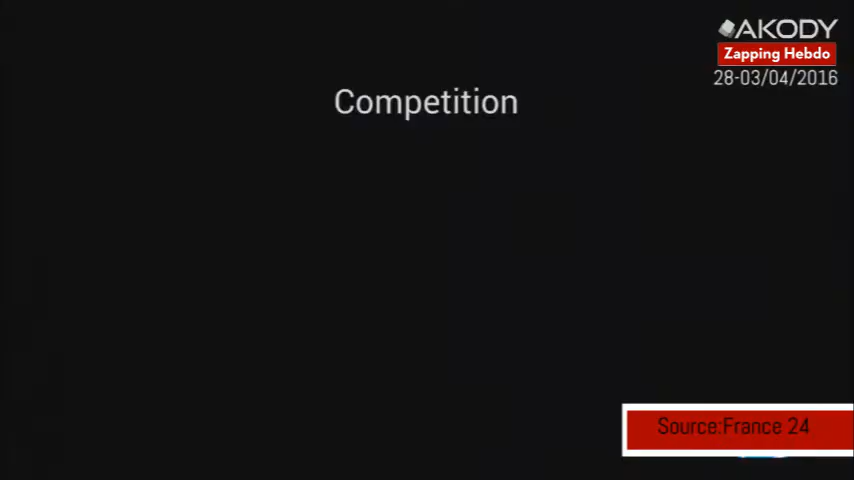 AKODY
Zapping Hebdo
28-03/04/2016
Competition
Source:France 24